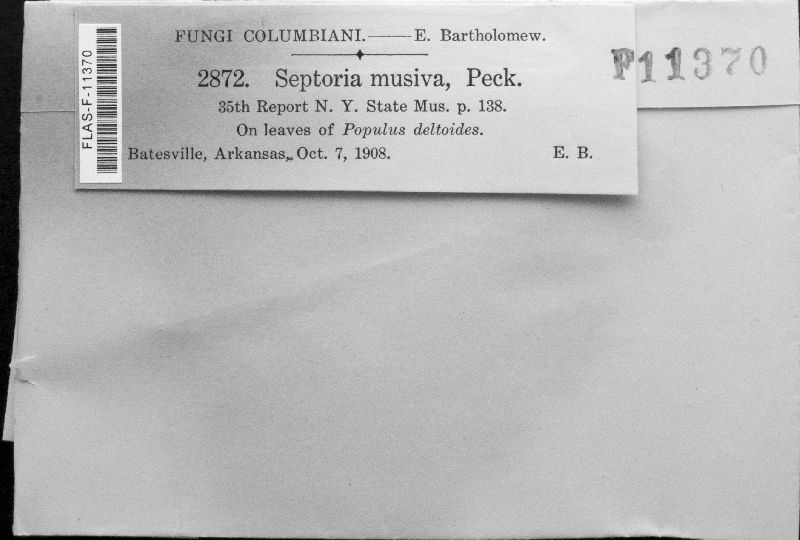 FUNGI COLUMBIANI.——E. Bartholomew.
2872. Septoria musiva, Peck.
35th Report N. Y. State Mus. p. 138.
On leaves of Populus deltoides.
Batesville, Arkansas, Oct. 7, 1908. E. B.
FLAS-F-11370
F11370